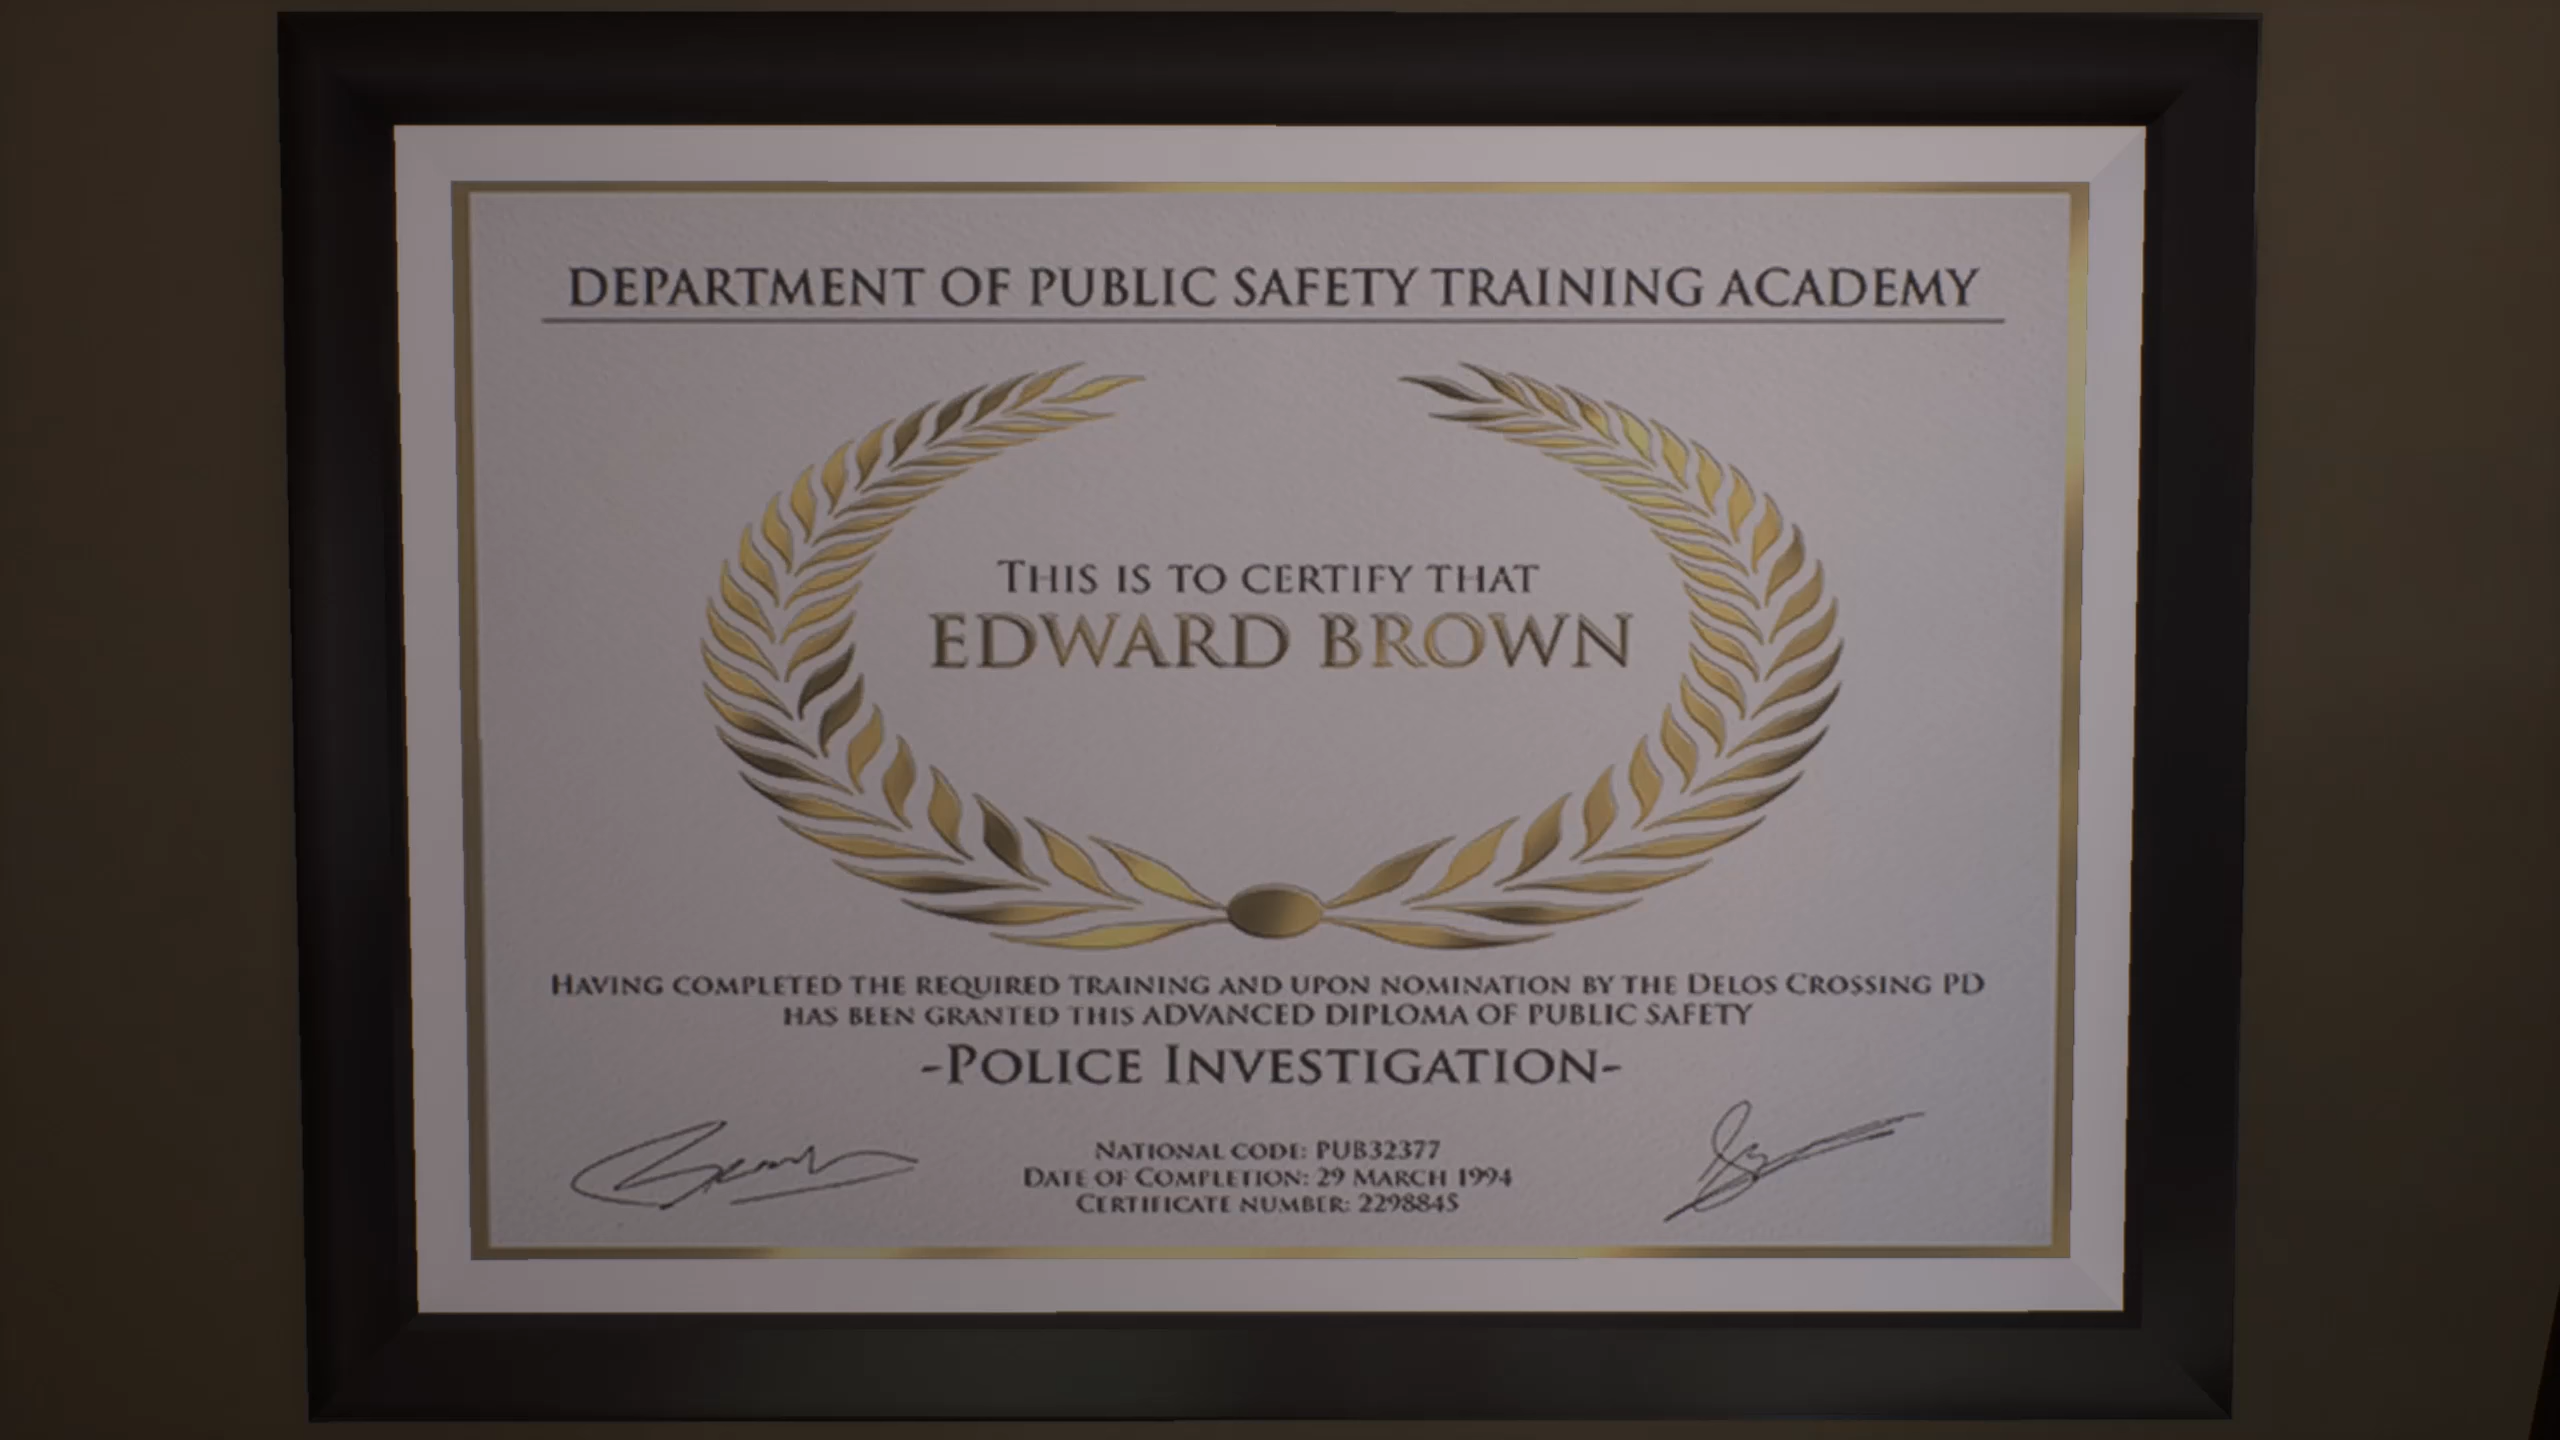 DEPARTMENT OF PUBLIC SAFETY TRAINING ACADEMY
THIS IS TO CERTIFY THAT
EDWARD BROWN
HAVING COMPLETED THE REQUIRED TRAINING AND UPON NOMINATION BY THE DELOS CROSSING PD
HAS BEEN GRANTED THIS ADVANCED DIPLOMA OF PUBLIC SAFETY
-POLICE INVESTIGATION-
NATIONAL CODE: PUB32377
DATE OF COMPLETION: 29 MARCH 1994
CERTIFICATE NUMBER: 2298845